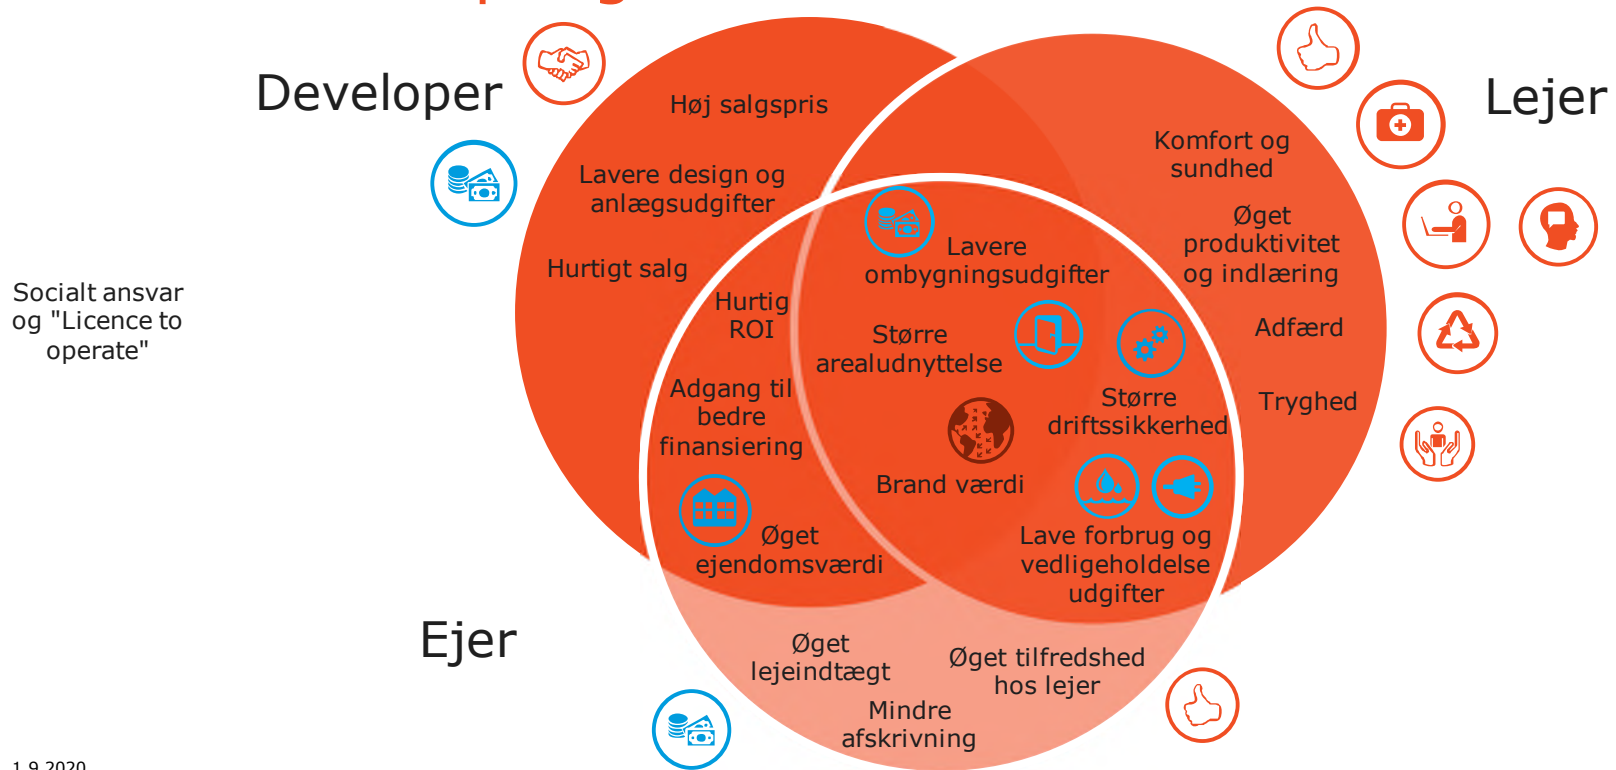 Developer
Lejer
Høj salgspris
Komfort og
sundhed
Lavere design og
anlægsudgifter
Øget
produktivitet
og indlæring
Lavere
ombygningsudgifter
Hurtigt salg
Socialt ansvar
og "Licence to
operate"
Hurtig
ROI
Større
arealudnyttelse
Adfærd
Adgang til
bedre
finansiering
Større
driftssikkerhed
Tryghed
Brand værdi
Øget
ejendomsværdi
Lave forbrug og
vedligeholdelse
udgifter
Ejer
Øget
lejeindtægt
Øget tilfredshed
hos lejer
Mindre
afskrivning
1.9.2020